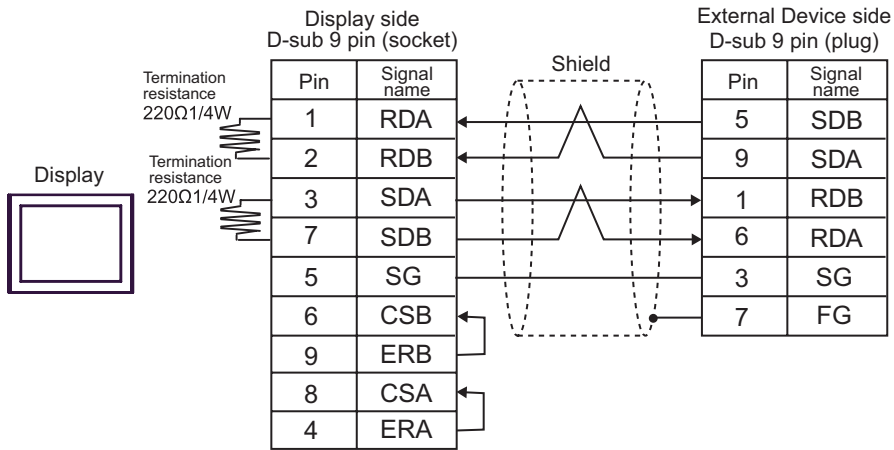 Display side
D-sub 9 pin (socket)
External Device side
D-sub 9 pin (plug)
Shield
Termination
resistance
220Ω1/4W
Termination
resistance
220Ω1/4W
Display
Pin Signal name
1 RDA
2 RDB
3 SDA
7 SDB
5 SG
6 CSB
9 ERB
8 CSA
4 ERA
Pin Signal name
5 SDB
9 SDA
1 RDB
6 RDA
3 SG
7 FG